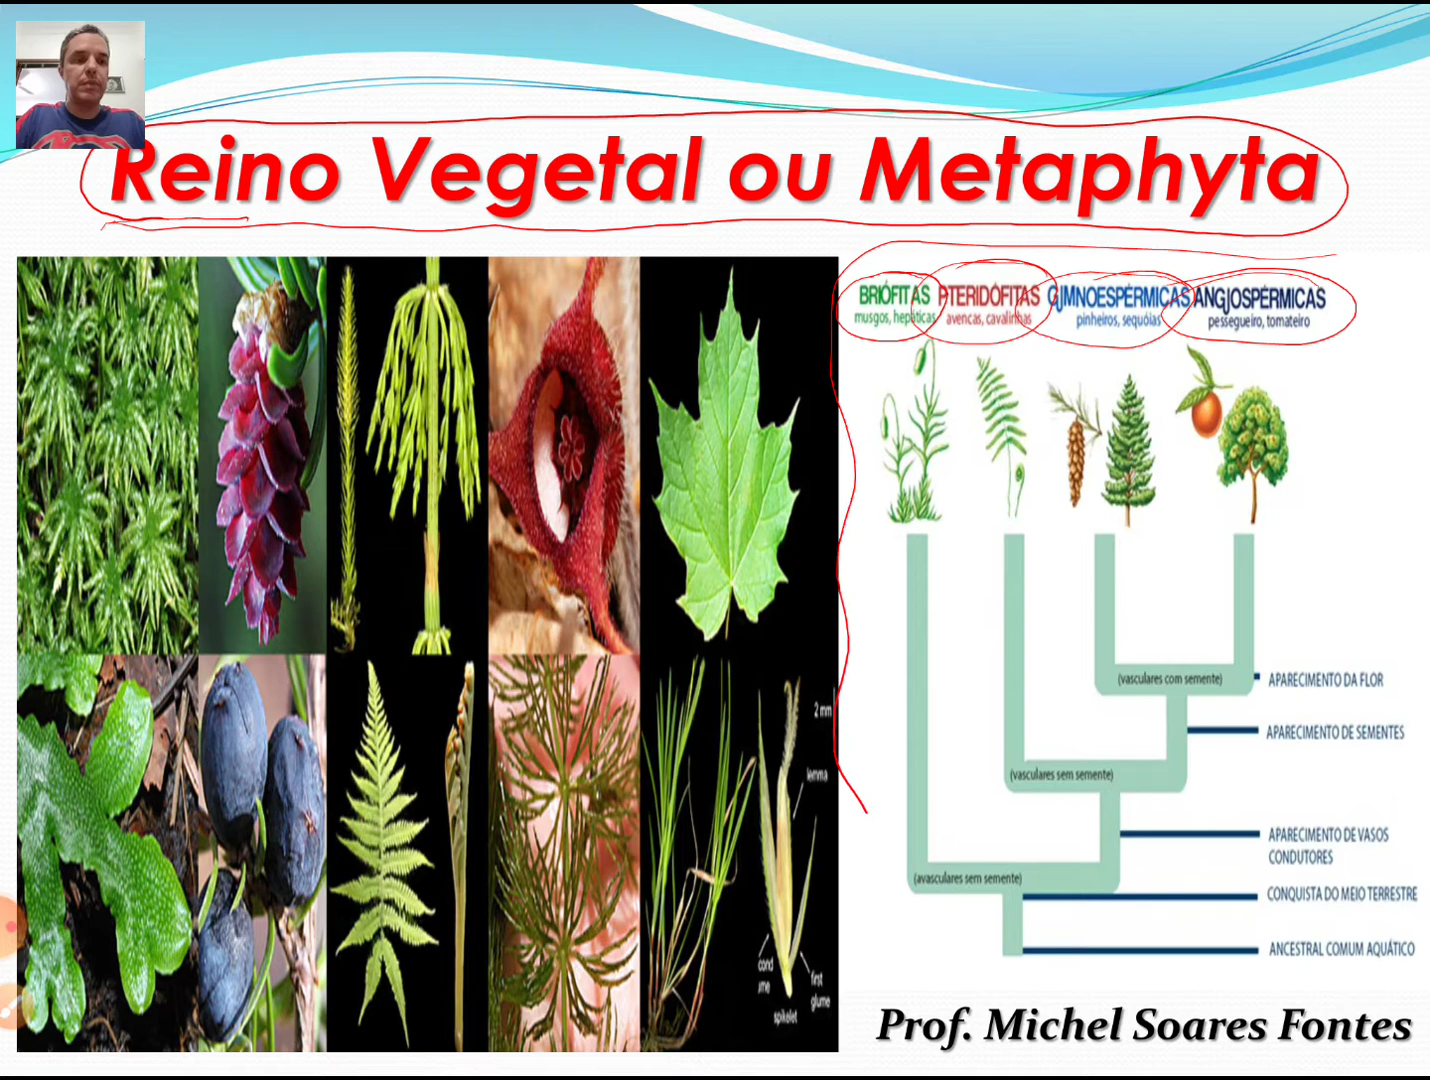 Reino Vegetal ou Metaphyta
BRIÓFITAS PTERIDÓFITAS GIMNOESPÉRMICAS ANGIOSPÉRMICAS
musgos, hepáticas avencas, cavalinhas pinheiros, sequóias pessegueiro, tomateiro
(vasculares com semente)
APARECIMENTO DA FLOR
APARECIMENTO DE SEMENTES
(vasculares sem semente)
APARECIMENTO DE VASOS
CONDUTORES
(avasculares sem semente)
CONQUISTA DO MEIO TERRESTRE
ANCESTRAL COMUM AQUÁTICO
2 mm
lemma
first
glume
spikelet
Prof. Michel Soares Fontes